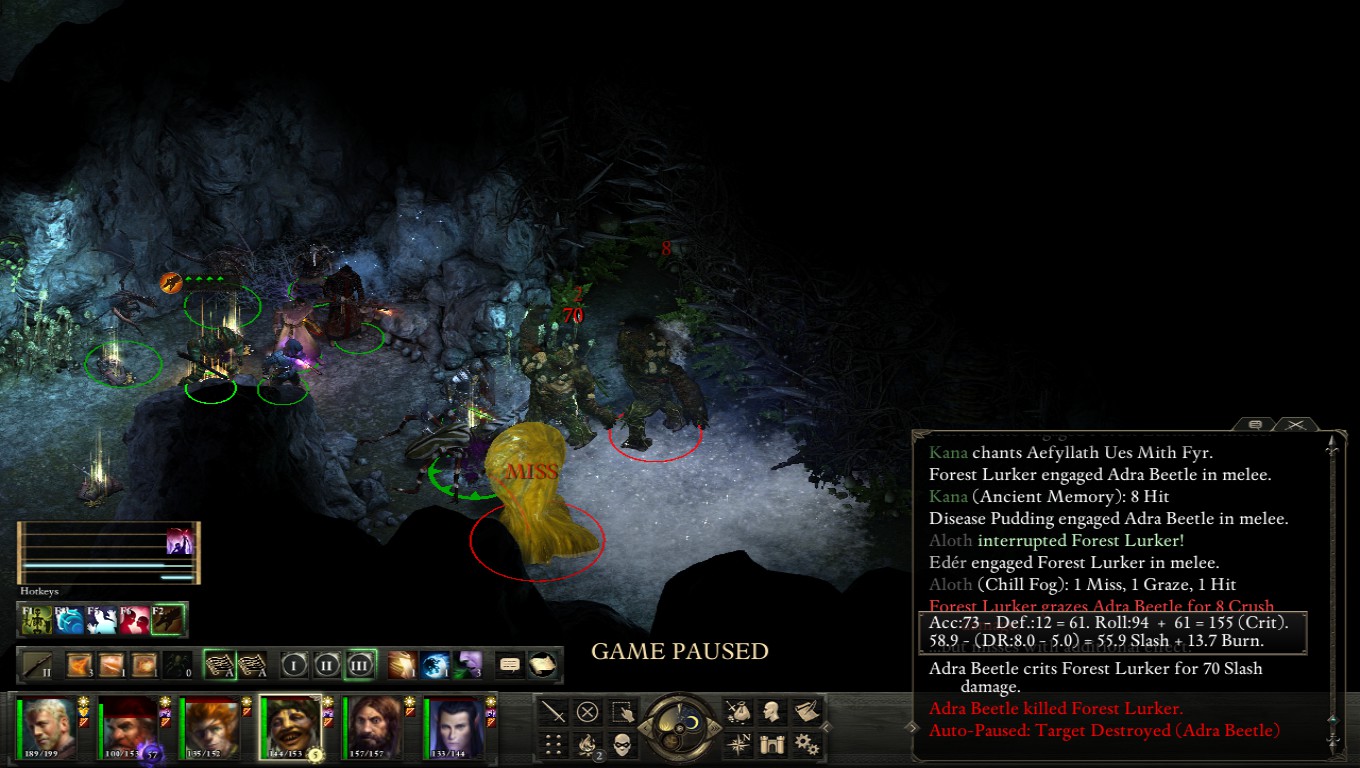 8
2
70
MISS
Hotkeys
F5
F6
F2
II
3
1
0
A
A
I
II
III
1
1
3
GAME PAUSED
189/199
57
135/152
144/153
5
157/157
133/144
2
Kana chants Aefyllath Ues Mith Fyr.
Forest Lurker engaged Adra Beetle in melee.
Kana (Ancient Memory): 8 Hit
Disease Pudding engaged Adra Beetle in melee.
Aloth interrupted Forest Lurker!
Edér engaged Forest Lurker in melee.
Aloth (Chill Fog): 1 Miss, 1 Graze, 1 Hit
Forest Lurker grazes Adra Beetle for 8 Crush
Acc:73 - Def.:12 = 61. Roll:94 + 61 = 155 (Crit).
58.9 - (DR:8.0 - 5.0) = 55.9 Slash + 13.7 Burn.
Adra Beetle crits Forest Lurker for 70 Slash
damage.
Adra Beetle killed Forest Lurker.
Auto-Paused: Target Destroyed (Adra Beetle)